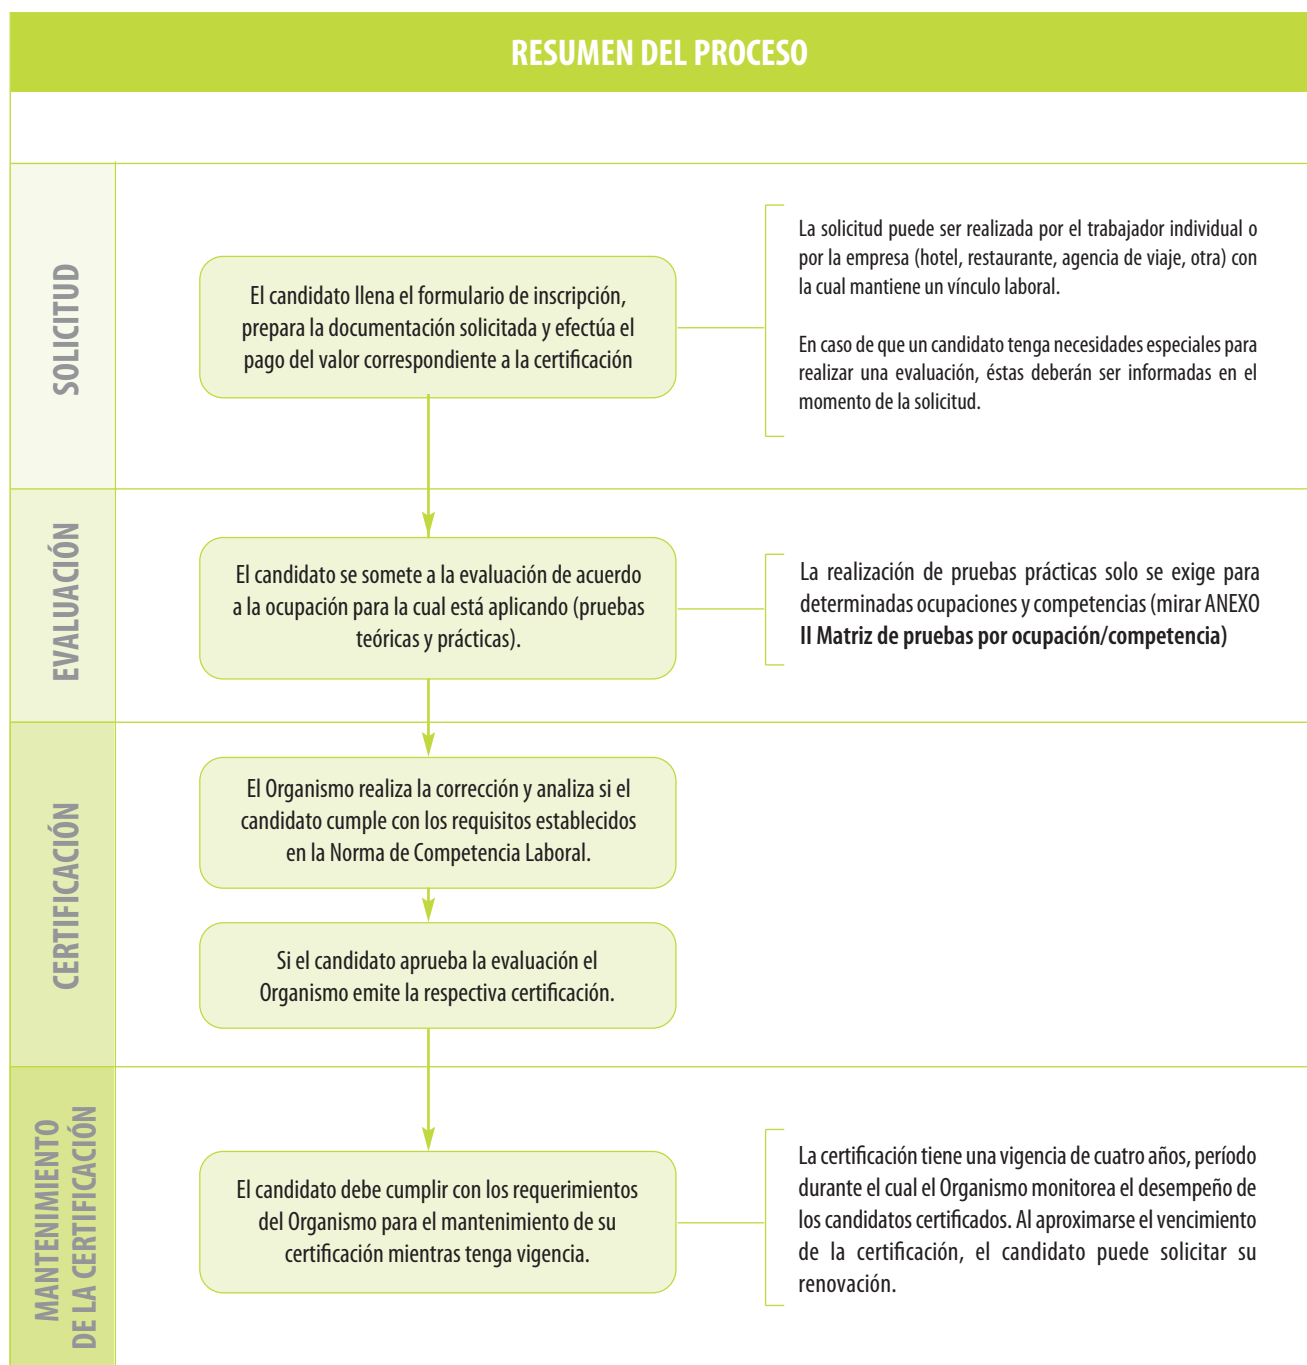 RESUMEN DEL PROCESO
SOLICITUD
El candidato llena el formulario de inscripción,
prepara la documentación solicitada y efectúa el
pago del valor correspondiente a la certificación
La solicitud puede ser realizada por el trabajador individual o
por la empresa (hotel, restaurante, agencia de viaje, otra) con
la cual mantiene un vínculo laboral.
En caso de que un candidato tenga necesidades especiales para
realizar una evaluación, éstas deberán ser informadas en el
momento de la solicitud.
EVALUACIÓN
El candidato se somete a la evaluación de acuerdo
a la ocupación para la cual está aplicando (pruebas
teóricas y prácticas).
La realización de pruebas prácticas solo se exige para
determinadas ocupaciones y competencias (mirar ANEXO
II Matriz de pruebas por ocupación/competencia)
CERTIFICACIÓN
El Organismo realiza la corrección y analiza si el
candidato cumple con los requisitos establecidos
en la Norma de Competencia Laboral.
Si el candidato aprueba la evaluación el
Organismo emite la respectiva certificación.
MANTENIMIENTO
DE LA CERTIFICACIÓN
El candidato debe cumplir con los requerimientos
del Organismo para el mantenimiento de su
certificación mientras tenga vigencia.
La certificación tiene una vigencia de cuatro años, período
durante el cual el Organismo monitorea el desempeño de
los candidatos certificados. Al aproximarse el vencimiento
de la certificación, el candidato puede solicitar su
renovación.